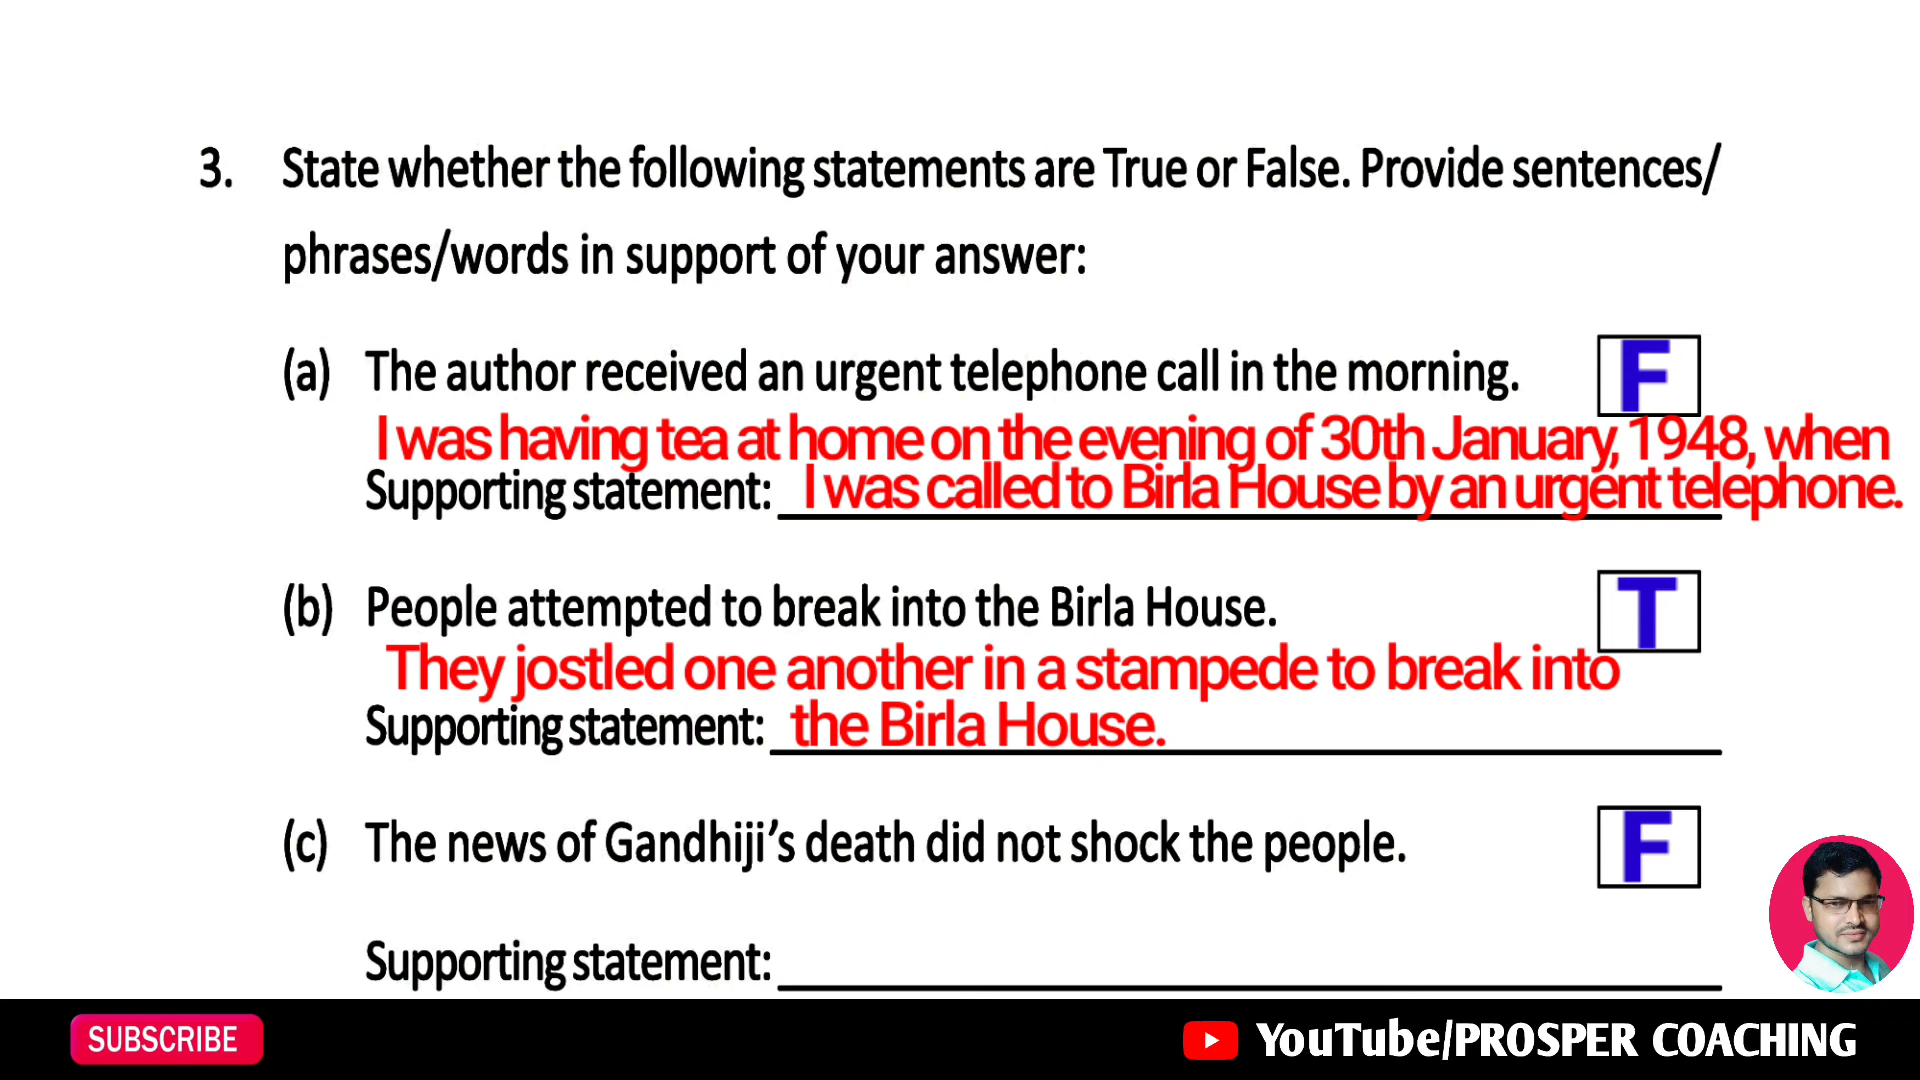 3. State whether the following statements are True or False. Provide sentences/
phrases/words in support of your answer:
(a) The author received an urgent telephone call in the morning. F
I was having tea at home on the evening of 30th January, 1948, when
Supporting statement: I was called to Birla House by an urgent telephone.
(b) People attempted to break into the Birla House. T
They jostled one another in a stampede to break into
Supporting statement: the Birla House.
(c) The news of Gandhiji's death did not shock the people. F
Supporting statement:
SUBSCRIBE YouTube/PROSPER COACHING